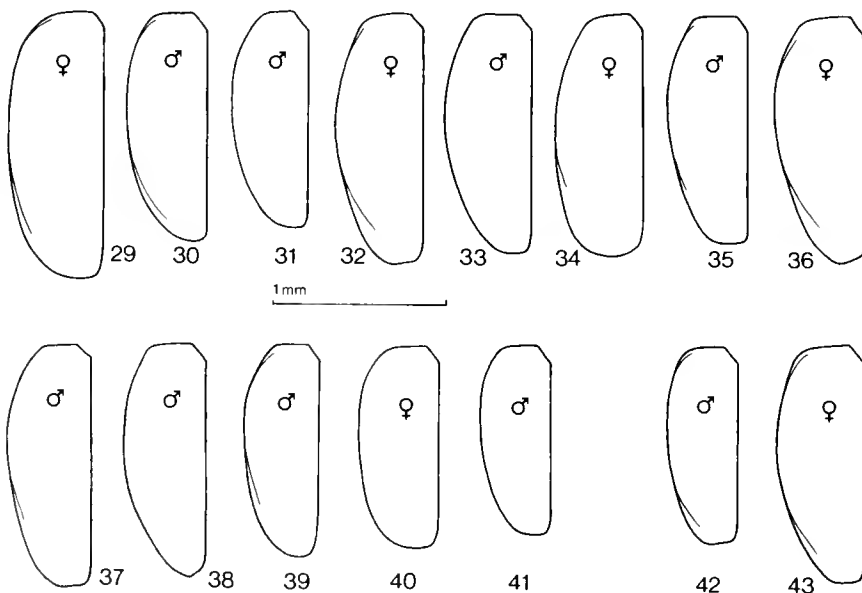 ♀ ♂ ♂ ♀ ♂ ♀ ♂ ♀
29 30 31 32 33 34 35 36
1mm
♂ ♂ ♂ ♀ ♂ ♂ ♀
37 38 39 40 41 42 43